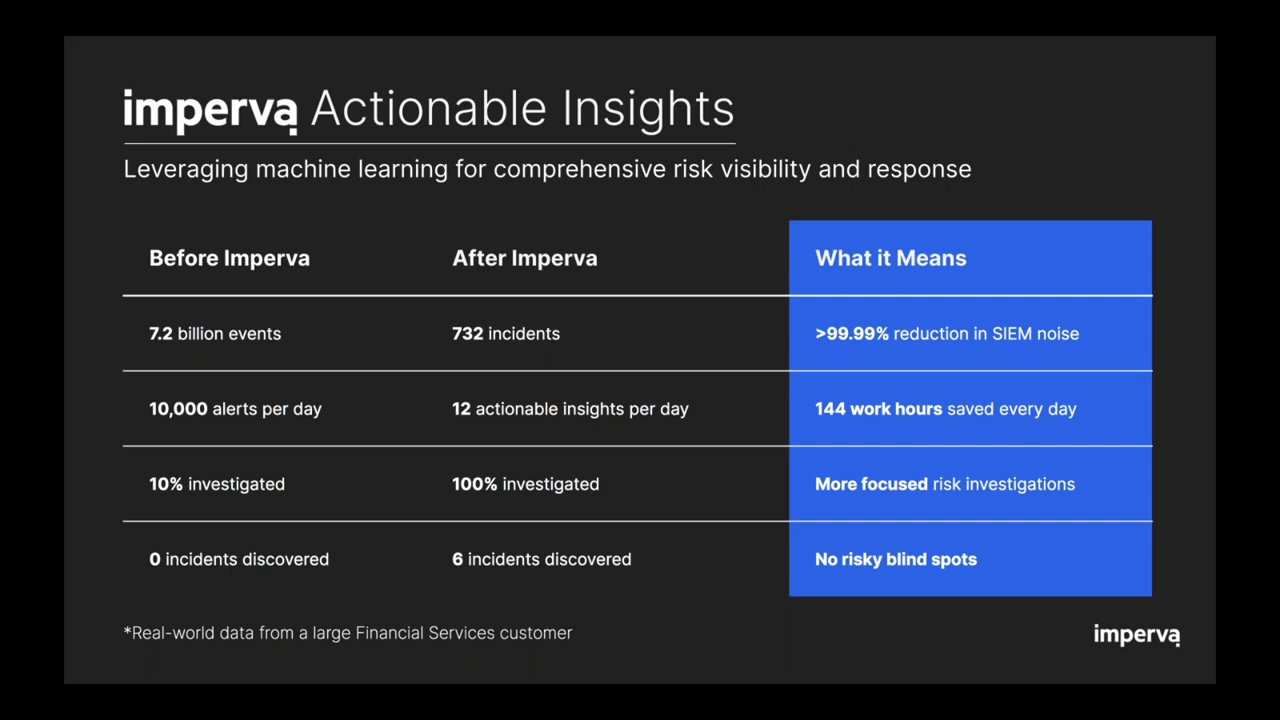 imperva Actionable Insights
Leveraging machine learning for comprehensive risk visibility and response
Before Imperva After Imperva What it Means
7.2 billion events 732 incidents >99.99% reduction in SIEM noise
10,000 alerts per day 12 actionable insights per day 144 work hours saved every day
10% investigated 100% investigated More focused risk investigations
0 incidents discovered 6 incidents discovered No risky blind spots
*Real-world data from a large Financial Services customer
imperva